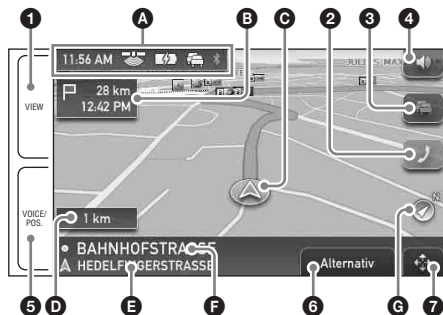 A B C 2 3 4
1
11:56 AM
28 km
12:42 PM
VIEW
N
VOICE/
POS.
1 km
BAHNHOFSTRASSE
HEDELFINGERSTRASSE
Alternativ
5 D E F 6 G 7